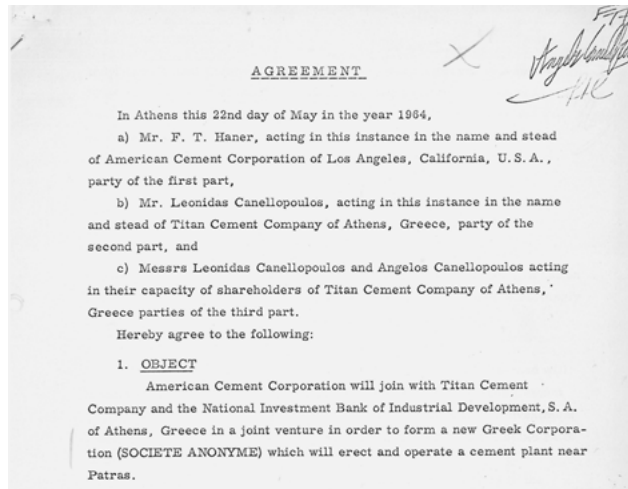 AGREEMENT
In Athens this 22nd day of May in the year 1964,
a) Mr. F. T. Haner, acting in this instance in the name and stead
of American Cement Corporation of Los Angeles, California, U. S. A. ,
party of the first part,
b) Mr. Leonidas Canellopoulos, acting in this instance in the name
and stead of Titan Cement Company of Athens, Greece, party of the
second part, and
c) Messrs Leonidas Canellopoulos and Angelos Canellopoulos acting
in their capacity of shareholders of Titan Cement Company of Athens,
Greece parties of the third part.
Hereby agree to the following:
1. OBJECT
American Cement Corporation will join with Titan Cement
Company and the National Investment Bank of Industrial Development, S. A.
of Athens, Greece in a joint venture in order to form a new Greek Corpora-
tion (SOCIETE ANONYME) which will erect and operate a cement plant near
Patras.